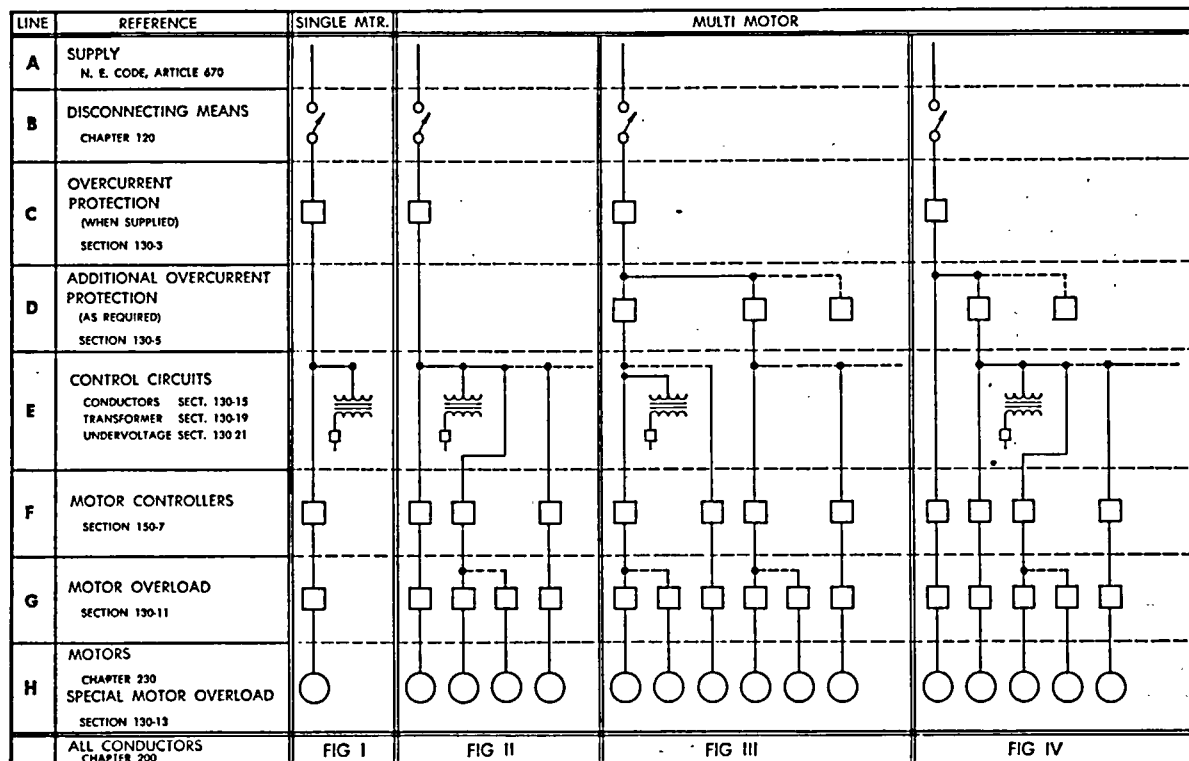 LINE REFERENCE SINGLE MTR. MULTI MOTOR
A SUPPLY
N. E. CODE, ARTICLE 670
B DISCONNECTING MEANS
CHAPTER 120
C OVERCURRENT
PROTECTION
(WHEN SUPPLIED)
SECTION 130-3
D ADDITIONAL OVERCURRENT
PROTECTION
(AS REQUIRED)
SECTION 130-5
E CONTROL CIRCUITS
CONDUCTORS SECT. 130-15
TRANSFORMER SECT. 130-19
UNDERVOLTAGE SECT. 130 21
F MOTOR CONTROLLERS
SECTION 150-7
G MOTOR OVERLOAD
SECTION 130-11
H MOTORS
CHAPTER 230
SPECIAL MOTOR OVERLOAD
SECTION 130-13
ALL CONDUCTORS
CHAPTER 200
FIG I FIG II FIG III FIG IV